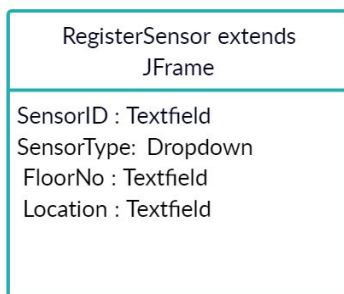 RegisterSensor extends
JFrame
SensorID : Textfield
SensorType: Dropdown
FloorNo : Textfield
Location : Textfield